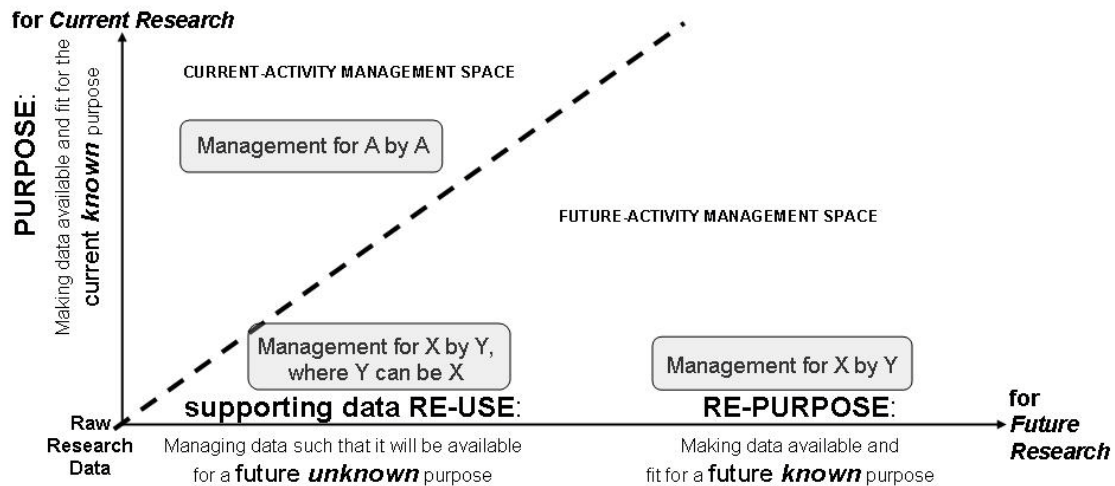 for Current Research
PURPOSE:
Making data available and fit for the
current known purpose
CURRENT-ACTIVITY MANAGEMENT SPACE
Management for A by A
FUTURE-ACTIVITY MANAGEMENT SPACE
Management for X by Y,
where Y can be X
Management for X by Y
Raw
Research
Data
supporting data RE-USE:
Managing data such that it will be available
for a future unknown purpose
RE-PURPOSE:
Making data available and
fit for a future known purpose
for
Future
Research